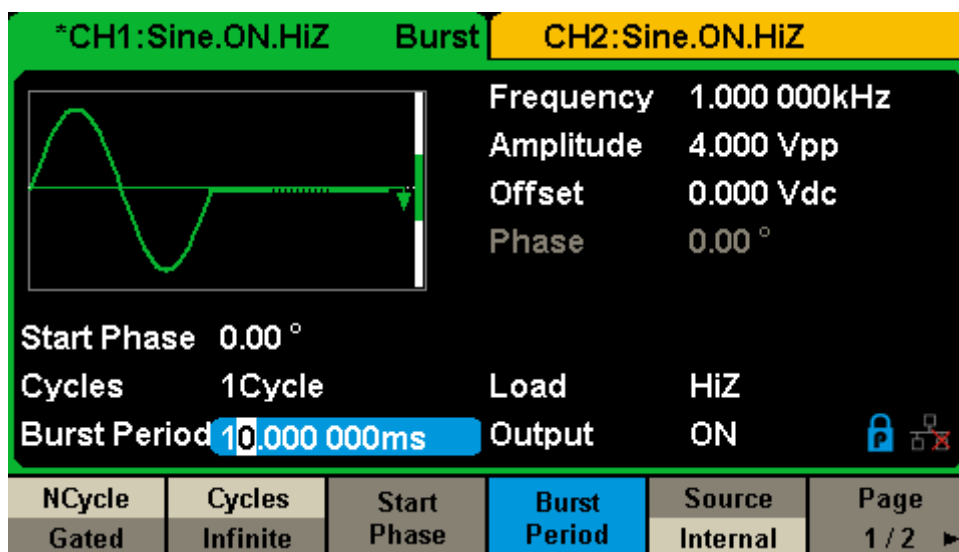 *CH1:Sine.ON.HiZ Burst CH2:Sine.ON.HiZ
Frequency 1.000 000kHz
Amplitude 4.000 Vpp
Offset 0.000 Vdc
Phase 0.00 °
Start Phase 0.00 °
Cycles 1Cycle Load HiZ
Burst Period 10.000 000ms Output ON P
NCycle Cycles Start Burst Source Page
Gated Infinite Phase Period Internal 1 / 2 ►